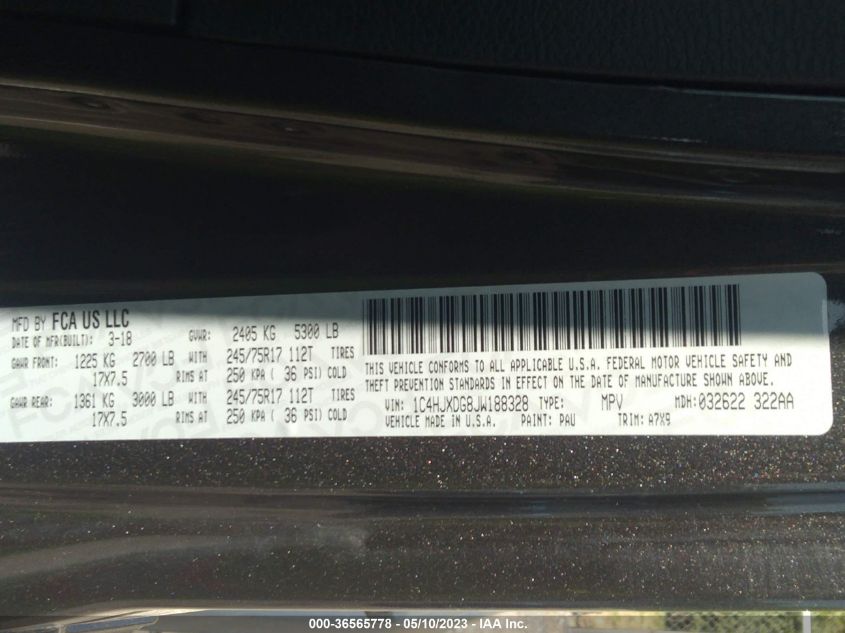 MFD BY FCA US LLC
DATE OF MFR(BUILT): 3-18 GVWR: 2405 KG 5300 LB
GAWR FRONT: 1225 KG 2700 LB WITH 245/75R17 112T TIRES
17X7.5 RIMS AT 250 KPA ( 36 PSI) COLD
GAWR REAR: 1361 KG 3000 LB WITH 245/75R17 112T TIRES
17X7.5 RIMS AT 250 KPA ( 36 PSI) COLD
THIS VEHICLE CONFORMS TO ALL APPLICABLE U.S.A. FEDERAL MOTOR VEHICLE SAFETY AND
THEFT PREVENTION STANDARDS IN EFFECT ON THE DATE OF MANUFACTURE SHOWN ABOVE.
VIN: 1C4HJXDG8JW188328 TYPE: MPV MDH: 032622 322AA
VEHICLE MADE IN U.S.A. PAINT: PAU TRIM: A7X9
000-36565778 - 05/10/2023 - IAA Inc.